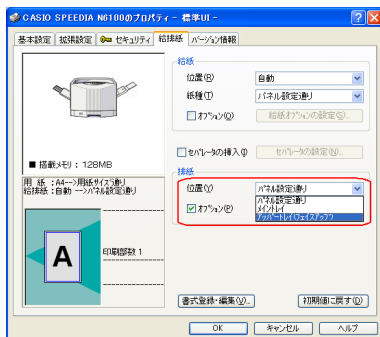 CASIO SPEEDIA N6100のプロパティ - 標準UI -
基本設定 拡張設定 セキュリティ 給排紙 バージョン情報
給紙
位置(R) 自動
紙種(T) パネル設定通り
オプション(O) 給紙オプションの設定(S)...
■ 搭載メモリ : 128MB
セパレータの挿入(I) セパレータの設定(N)...
用 紙 : A4-->用紙サイズ通り
給排紙 : 自動 -->パネル設定通り
排紙
位置(Y) パネル設定通り
パネル設定通り
メイントレイ
アッパートレイ(フェイスアップ)
オプション(P)
A
印刷部数 1
書式登録・編集(V)... 初期値に戻す(D)
OK キャンセル ヘルプ